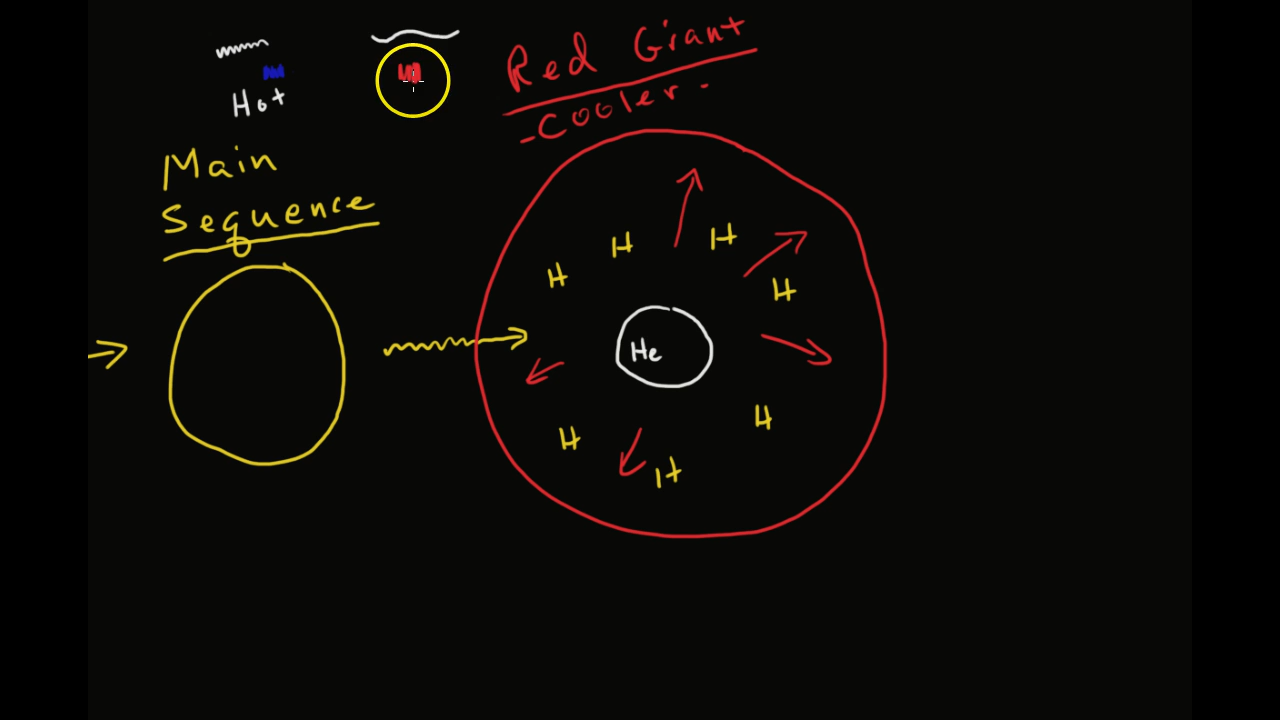 Hot
Red Giant
- Cooler -
Main
Sequence
H
H
H
H
He
H
H
H